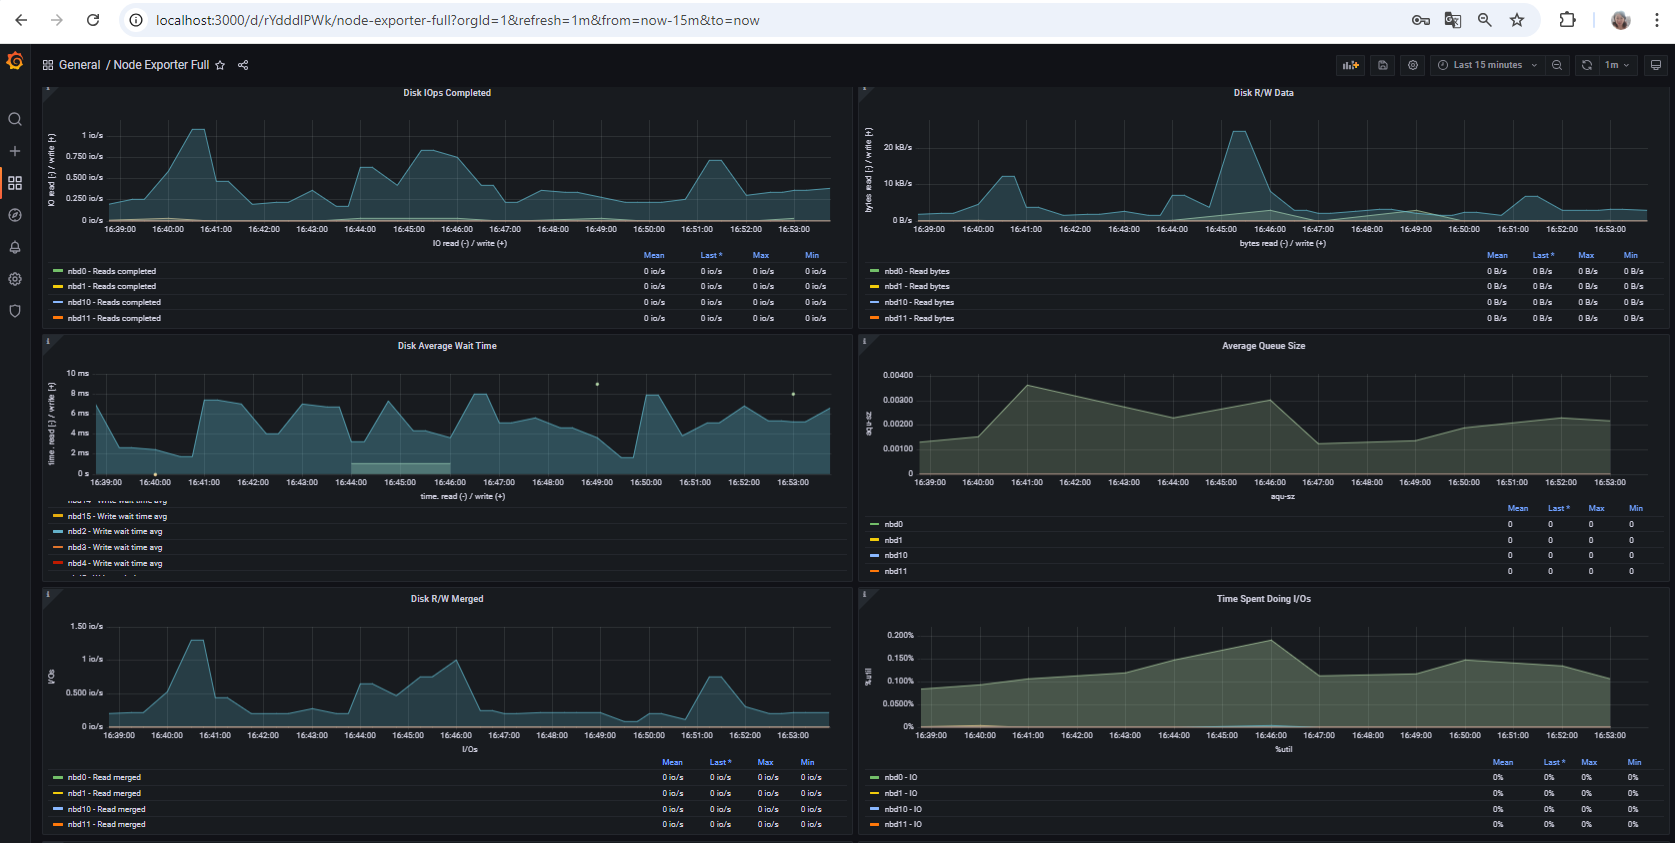 localhost:3000/d/rYdddlPWk/node-exporter-full?orgId=1&refresh=1m&from=now-15m&to=now
General / Node Exporter Full
Last 15 minutes
1m
Disk IOps Completed
IO read (-) / write (+)
1 io/s
0.750 io/s
0.500 io/s
0.250 io/s
0 io/s
16:39:00 16:40:00 16:41:00 16:42:00 16:43:00 16:44:00 16:45:00 16:46:00 16:47:00 16:48:00 16:49:00 16:50:00 16:51:00 16:52:00 16:53:00
IO read (-) / write (+)
Mean Last * Max Min
nbd0 - Reads completed 0 io/s 0 io/s 0 io/s 0 io/s
nbd1 - Reads completed 0 io/s 0 io/s 0 io/s 0 io/s
nbd10 - Reads completed 0 io/s 0 io/s 0 io/s 0 io/s
nbd11 - Reads completed 0 io/s 0 io/s 0 io/s 0 io/s
Disk R/W Data
bytes read (-) / write (+)
20 kB/s
10 kB/s
0 B/s
16:39:00 16:40:00 16:41:00 16:42:00 16:43:00 16:44:00 16:45:00 16:46:00 16:47:00 16:48:00 16:49:00 16:50:00 16:51:00 16:52:00 16:53:00
bytes read (-) / write (+)
Mean Last * Max Min
nbd0 - Read bytes 0 B/s 0 B/s 0 B/s 0 B/s
nbd1 - Read bytes 0 B/s 0 B/s 0 B/s 0 B/s
nbd10 - Read bytes 0 B/s 0 B/s 0 B/s 0 B/s
nbd11 - Read bytes 0 B/s 0 B/s 0 B/s 0 B/s
Disk Average Wait Time
time. read (-) / write (+)
10 ms
8 ms
6 ms
4 ms
2 ms
0 s
16:39:00 16:40:00 16:41:00 16:42:00 16:43:00 16:44:00 16:45:00 16:46:00 16:47:00 16:48:00 16:49:00 16:50:00 16:51:00 16:52:00 16:53:00
time. read (-) / write (+)
nbd14 - Write wait time avg
nbd15 - Write wait time avg
nbd2 - Write wait time avg
nbd3 - Write wait time avg
nbd4 - Write wait time avg
Average Queue Size
aqu-sz
0.00400
0.00300
0.00200
0.00100
0
16:39:00 16:40:00 16:41:00 16:42:00 16:43:00 16:44:00 16:45:00 16:46:00 16:47:00 16:48:00 16:49:00 16:50:00 16:51:00 16:52:00 16:53:00
aqu-sz
Mean Last * Max Min
nbd0 0 0 0 0
nbd1 0 0 0 0
nbd10 0 0 0 0
nbd11 0 0 0 0
Disk R/W Merged
I/Os
1.50 io/s
1 io/s
0.500 io/s
0 io/s
16:39:00 16:40:00 16:41:00 16:42:00 16:43:00 16:44:00 16:45:00 16:46:00 16:47:00 16:48:00 16:49:00 16:50:00 16:51:00 16:52:00 16:53:00
I/Os
Mean Last * Max Min
nbd0 - Read merged 0 io/s 0 io/s 0 io/s 0 io/s
nbd1 - Read merged 0 io/s 0 io/s 0 io/s 0 io/s
nbd10 - Read merged 0 io/s 0 io/s 0 io/s 0 io/s
nbd11 - Read merged 0 io/s 0 io/s 0 io/s 0 io/s
Time Spent Doing I/Os
%util
0.200%
0.150%
0.100%
0.0500%
0%
16:39:00 16:40:00 16:41:00 16:42:00 16:43:00 16:44:00 16:45:00 16:46:00 16:47:00 16:48:00 16:49:00 16:50:00 16:51:00 16:52:00 16:53:00
%util
Mean Last * Max Min
nbd0 - IO 0% 0% 0% 0%
nbd1 - IO 0% 0% 0% 0%
nbd10 - IO 0% 0% 0% 0%
nbd11 - IO 0% 0% 0% 0%